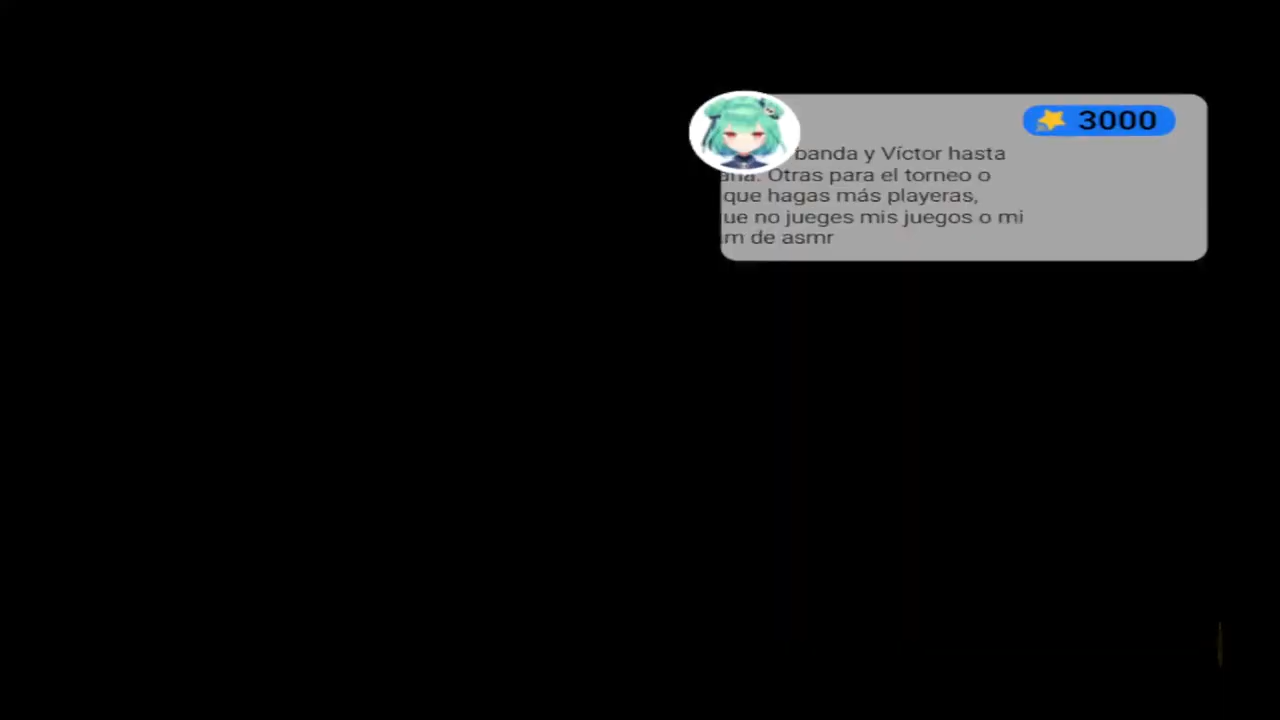 3000
banda y Víctor hasta
Otras para el torneo o
que hagas más playeras,
no jueges mis juegos o mi
de asmr